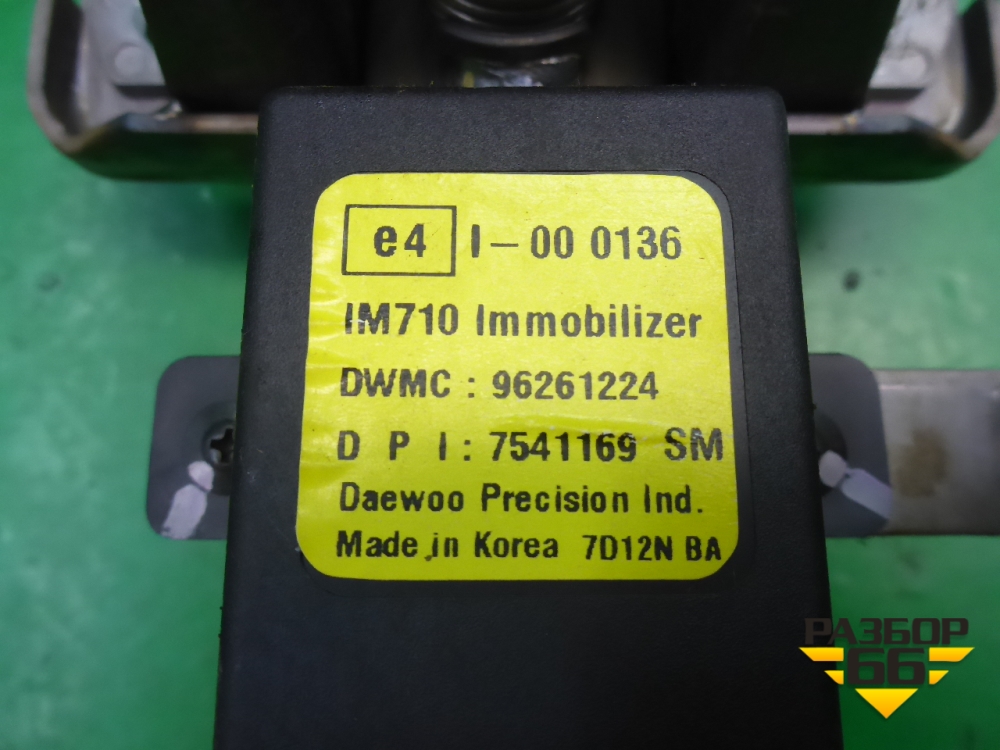 e4 I-00 0136
IM710 Immobilizer
DWMC : 96261224
D P I : 7541169 SM
Daewoo Precision Ind.
Made in Korea 7D12N BA
РАЗБОР
66